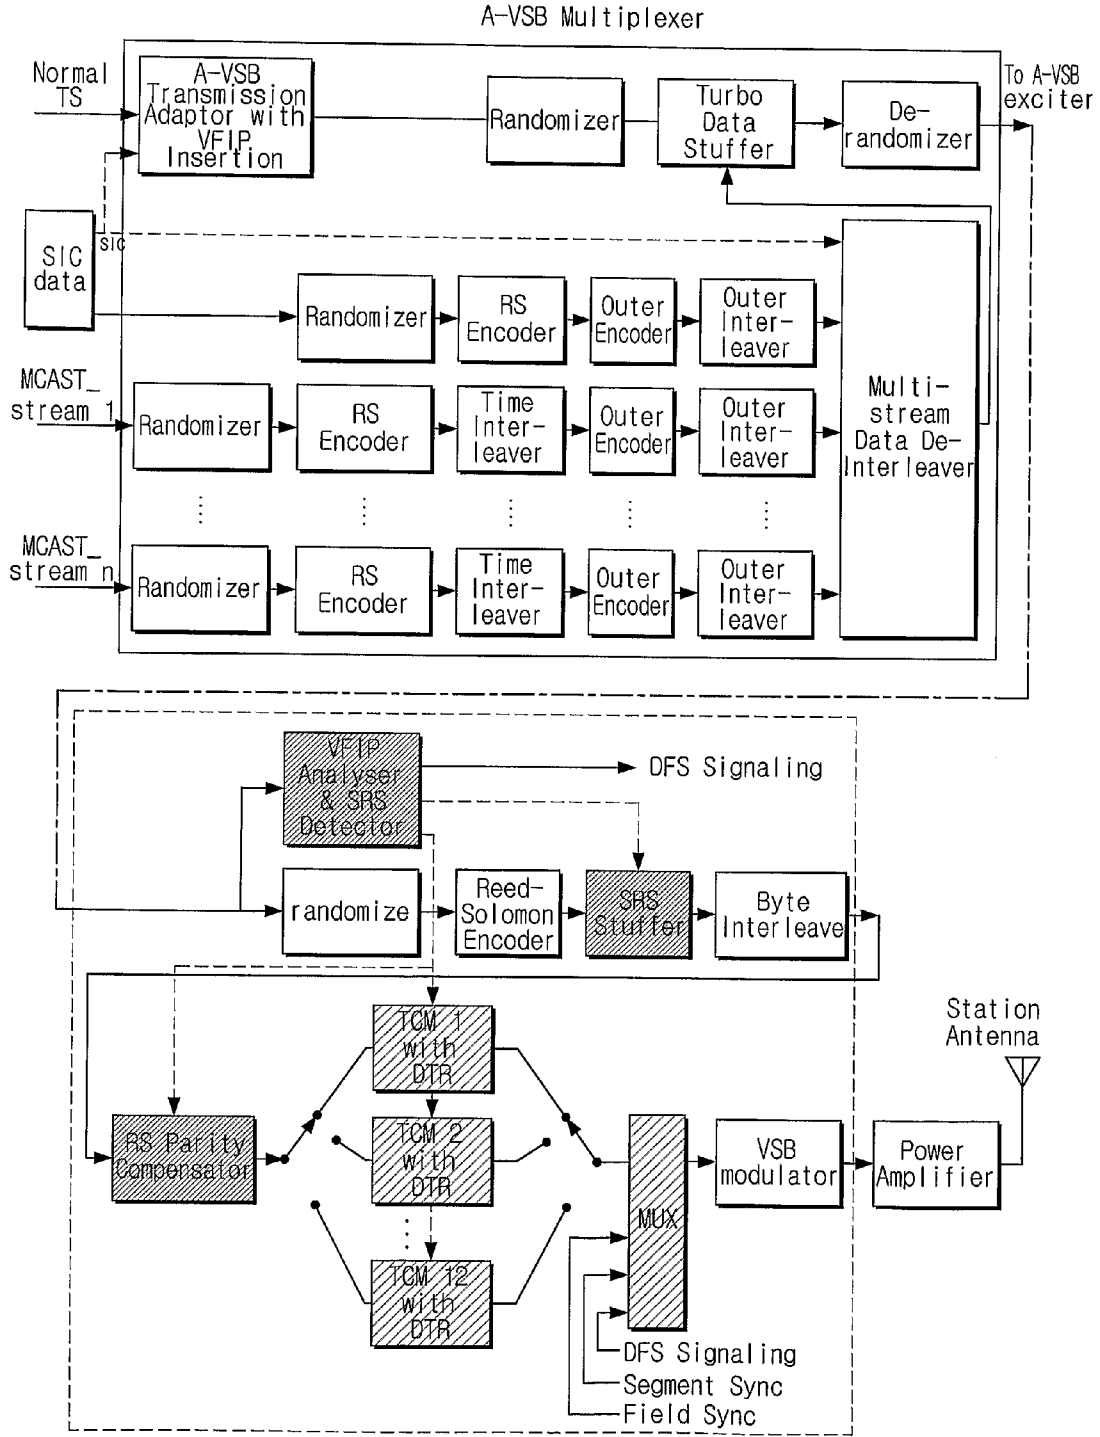 A-VSB Multiplexer
Normal
TS
A-VSB
Transmission
Adaptor with
VFIP
Insertion
Randomizer
Turbo
Data
Stuffer
De-
randomizer
To A-VSB
exciter
SIC
data
SIC
Randomizer
RS
Encoder
Outer
Encoder
Outer
Inter-
leaver
MCAST_
stream_1
Randomizer
RS
Encoder
Time
Inter-
leaver
Outer
Encoder
Outer
Inter-
leaver
Multi-
stream
Data De-
Interleaver
MCAST_
stream_n
Randomizer
RS
Encoder
Time
Inter-
leaver
Outer
Encoder
Outer
Inter-
leaver
VFIP
Analyser
& SRS
Detector
DFS Signaling
randomize
Reed-
Solomon
Encoder
SRS
Stuffer
Byte
Interleave
TCM 1
with
DTR
Station
Antenna
RS Parity
Compensator
TCM 2
with
DTR
TCM 12
with
DTR
MUX
VSB
modulator
Power
Amplifier
DFS Signaling
Segment Sync
Field Sync